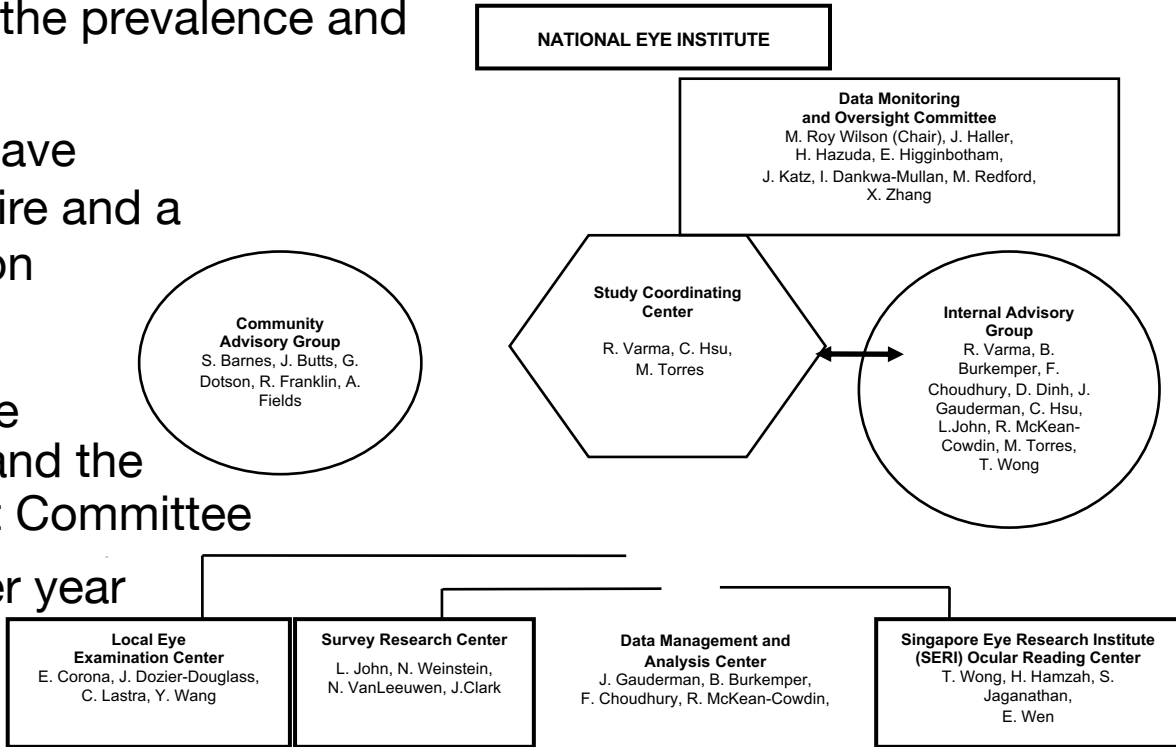 the prevalence and
ave
ire and a
on
e
and the
t Committee
er year
NATIONAL EYE INSTITUTE
Data Monitoring
and Oversight Committee
M. Roy Wilson (Chair), J. Haller,
H. Hazuda, E. Higginbotham,
J. Katz, I. Dankwa-Mullan, M. Redford,
X. Zhang
Community
Advisory Group
S. Barnes, J. Butts, G.
Dotson, R. Franklin, A.
Fields
Study Coordinating
Center
R. Varma, C. Hsu,
M. Torres
Internal Advisory
Group
R. Varma, B.
Burkemper, F.
Choudhury, D. Dinh, J.
Gauderman, C. Hsu,
L.John, R. McKean-
Cowdin, M. Torres,
T. Wong
Local Eye
Examination Center
E. Corona, J. Dozier-Douglass,
C. Lastra, Y. Wang
Survey Research Center
L. John, N. Weinstein,
N. VanLeeuwen, J.Clark
Data Management and
Analysis Center
J. Gauderman, B. Burkemper,
F. Choudhury, R. McKean-Cowdin,
Singapore Eye Research Institute
(SERI) Ocular Reading Center
T. Wong, H. Hamzah, S.
Jaganathan,
E. Wen